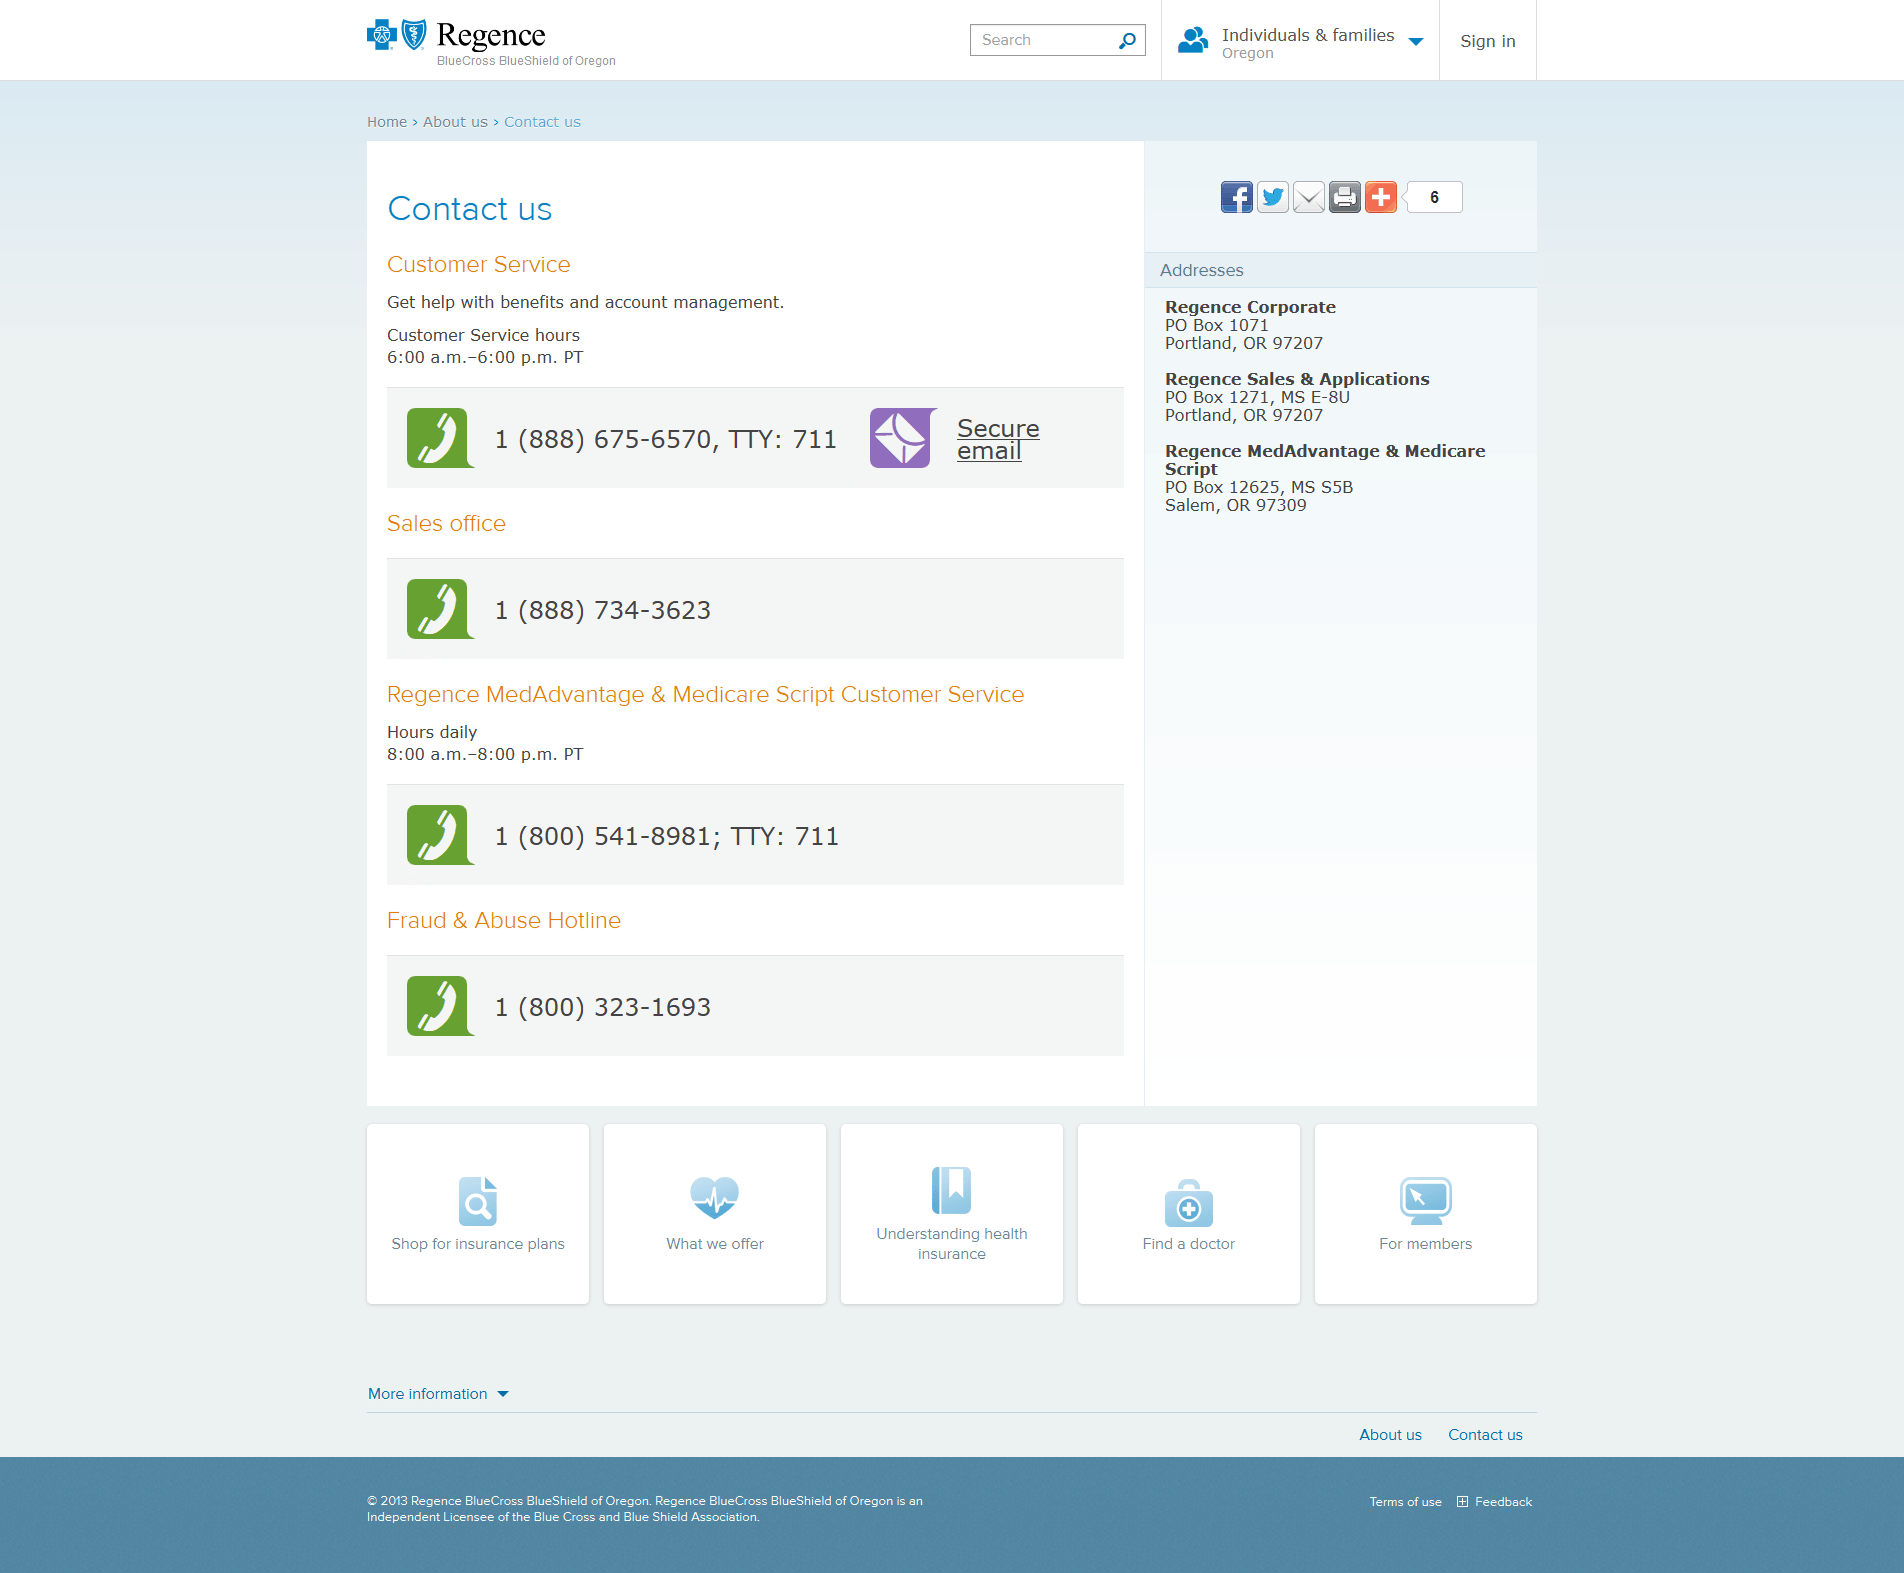 Regence
BlueCross BlueShield of Oregon
Search
Individuals & families
Oregon
Sign in
Home › About us › Contact us
Contact us
Customer Service
Get help with benefits and account management.
Customer Service hours
6:00 a.m.–6:00 p.m. PT
1 (888) 675-6570, TTY: 711
Secure
email
Sales office
1 (888) 734-3623
Regence MedAdvantage & Medicare Script Customer Service
Hours daily
8:00 a.m.–8:00 p.m. PT
1 (800) 541-8981; TTY: 711
Fraud & Abuse Hotline
1 (800) 323-1693
6
Addresses
Regence Corporate
PO Box 1071
Portland, OR 97207
Regence Sales & Applications
PO Box 1271, MS E-8U
Portland, OR 97207
Regence MedAdvantage & Medicare
Script
PO Box 12625, MS S5B
Salem, OR 97309
Shop for insurance plans
What we offer
Understanding health
insurance
Find a doctor
For members
More information
About us
Contact us
© 2013 Regence BlueCross BlueShield of Oregon. Regence BlueCross BlueShield of Oregon is an
Independent Licensee of the Blue Cross and Blue Shield Association.
Terms of use
Feedback